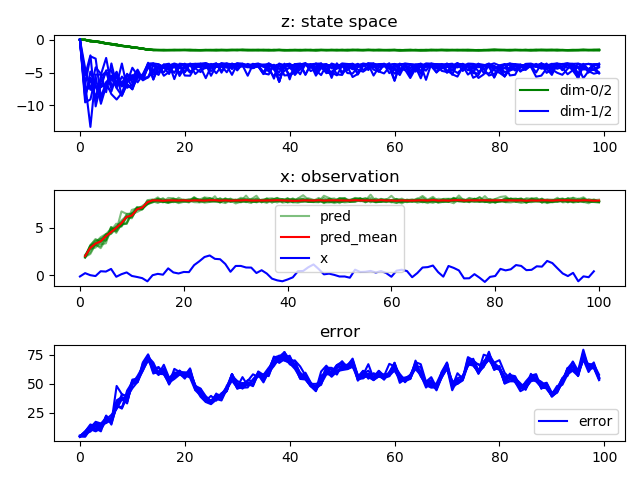 z: state space
0
−5
−10
dim-0/2
dim-1/2
0 20 40 60 80 100
x: observation
5
0
pred
pred_mean
x
0 20 40 60 80 100
error
75
50
25
error
0 20 40 60 80 100